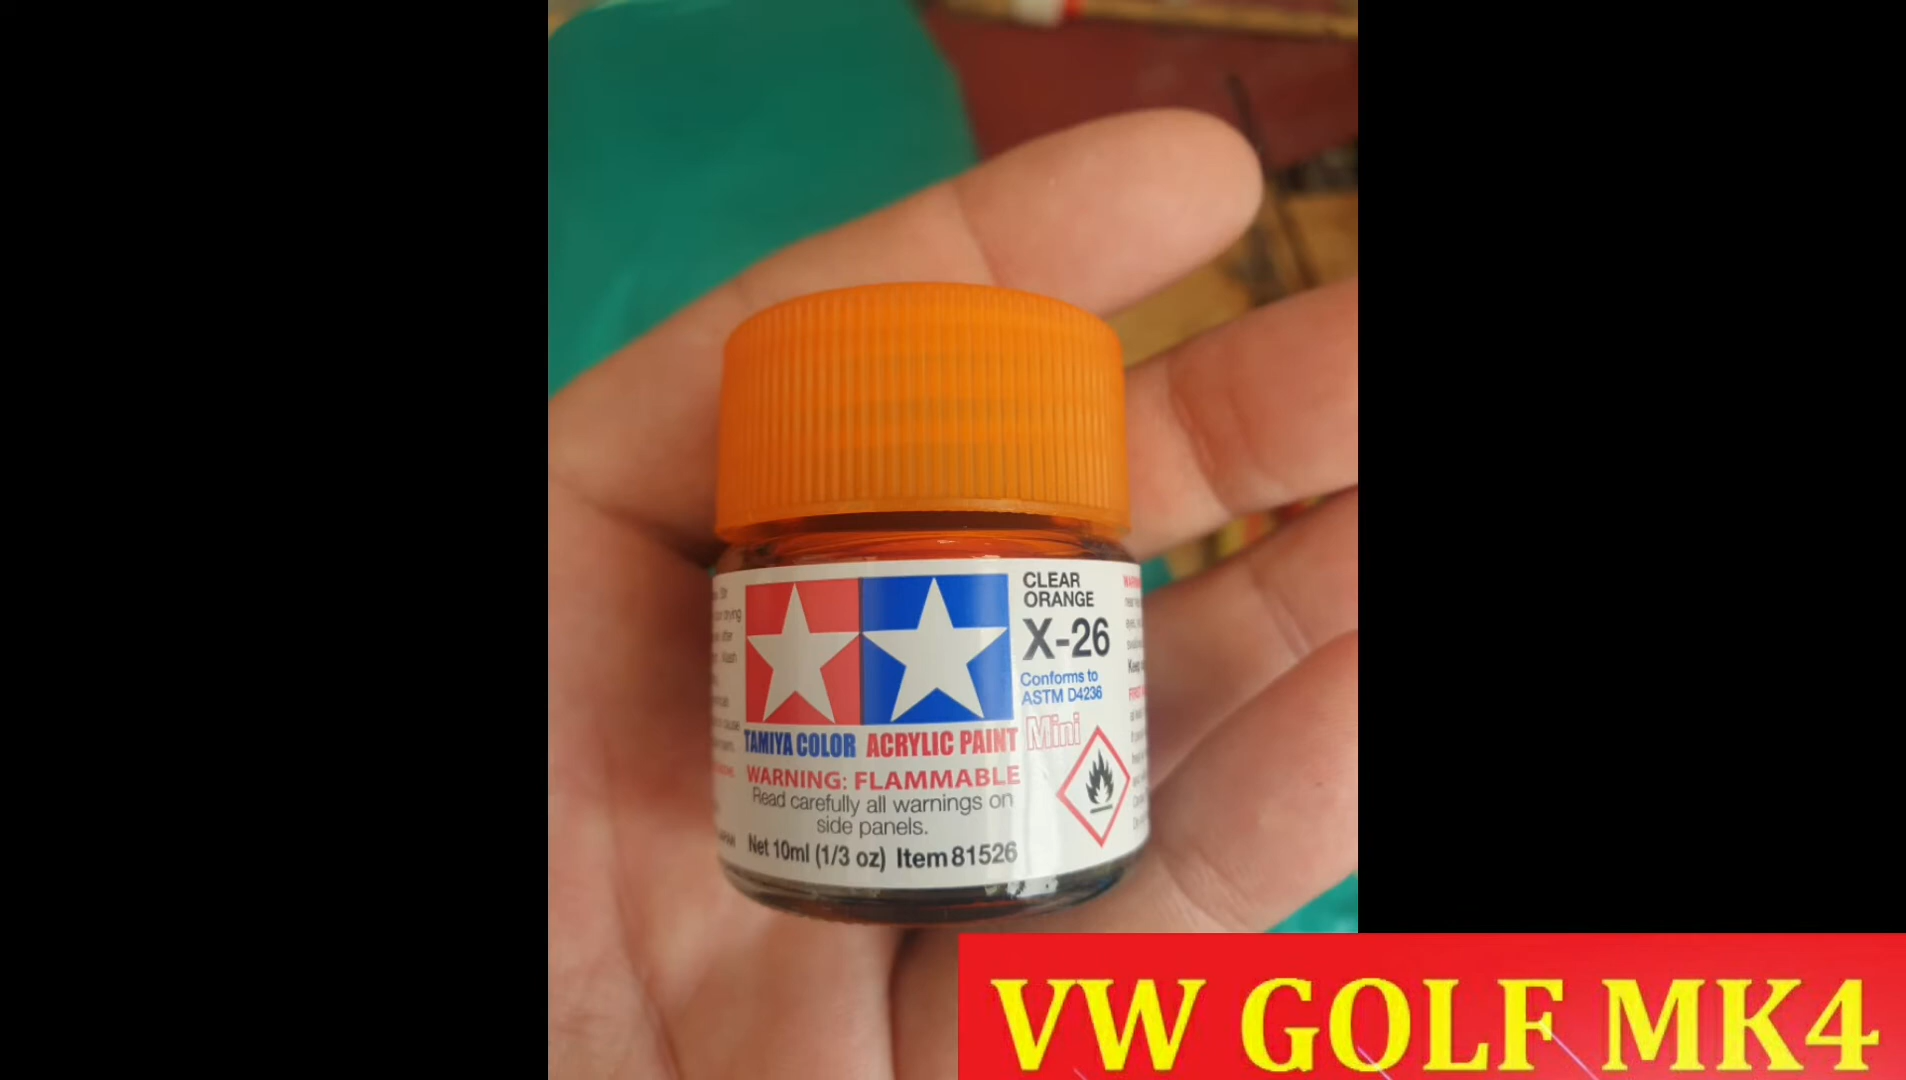 CLEAR
ORANGE
X-26
Conforms to
ASTM D4236
Mini
TAMIYA COLOR ACRYLIC PAINT
WARNING: FLAMMABLE
Read carefully all warnings on
side panels.
Net 10ml (1/3 oz) Item 81526
VW GOLF MK4